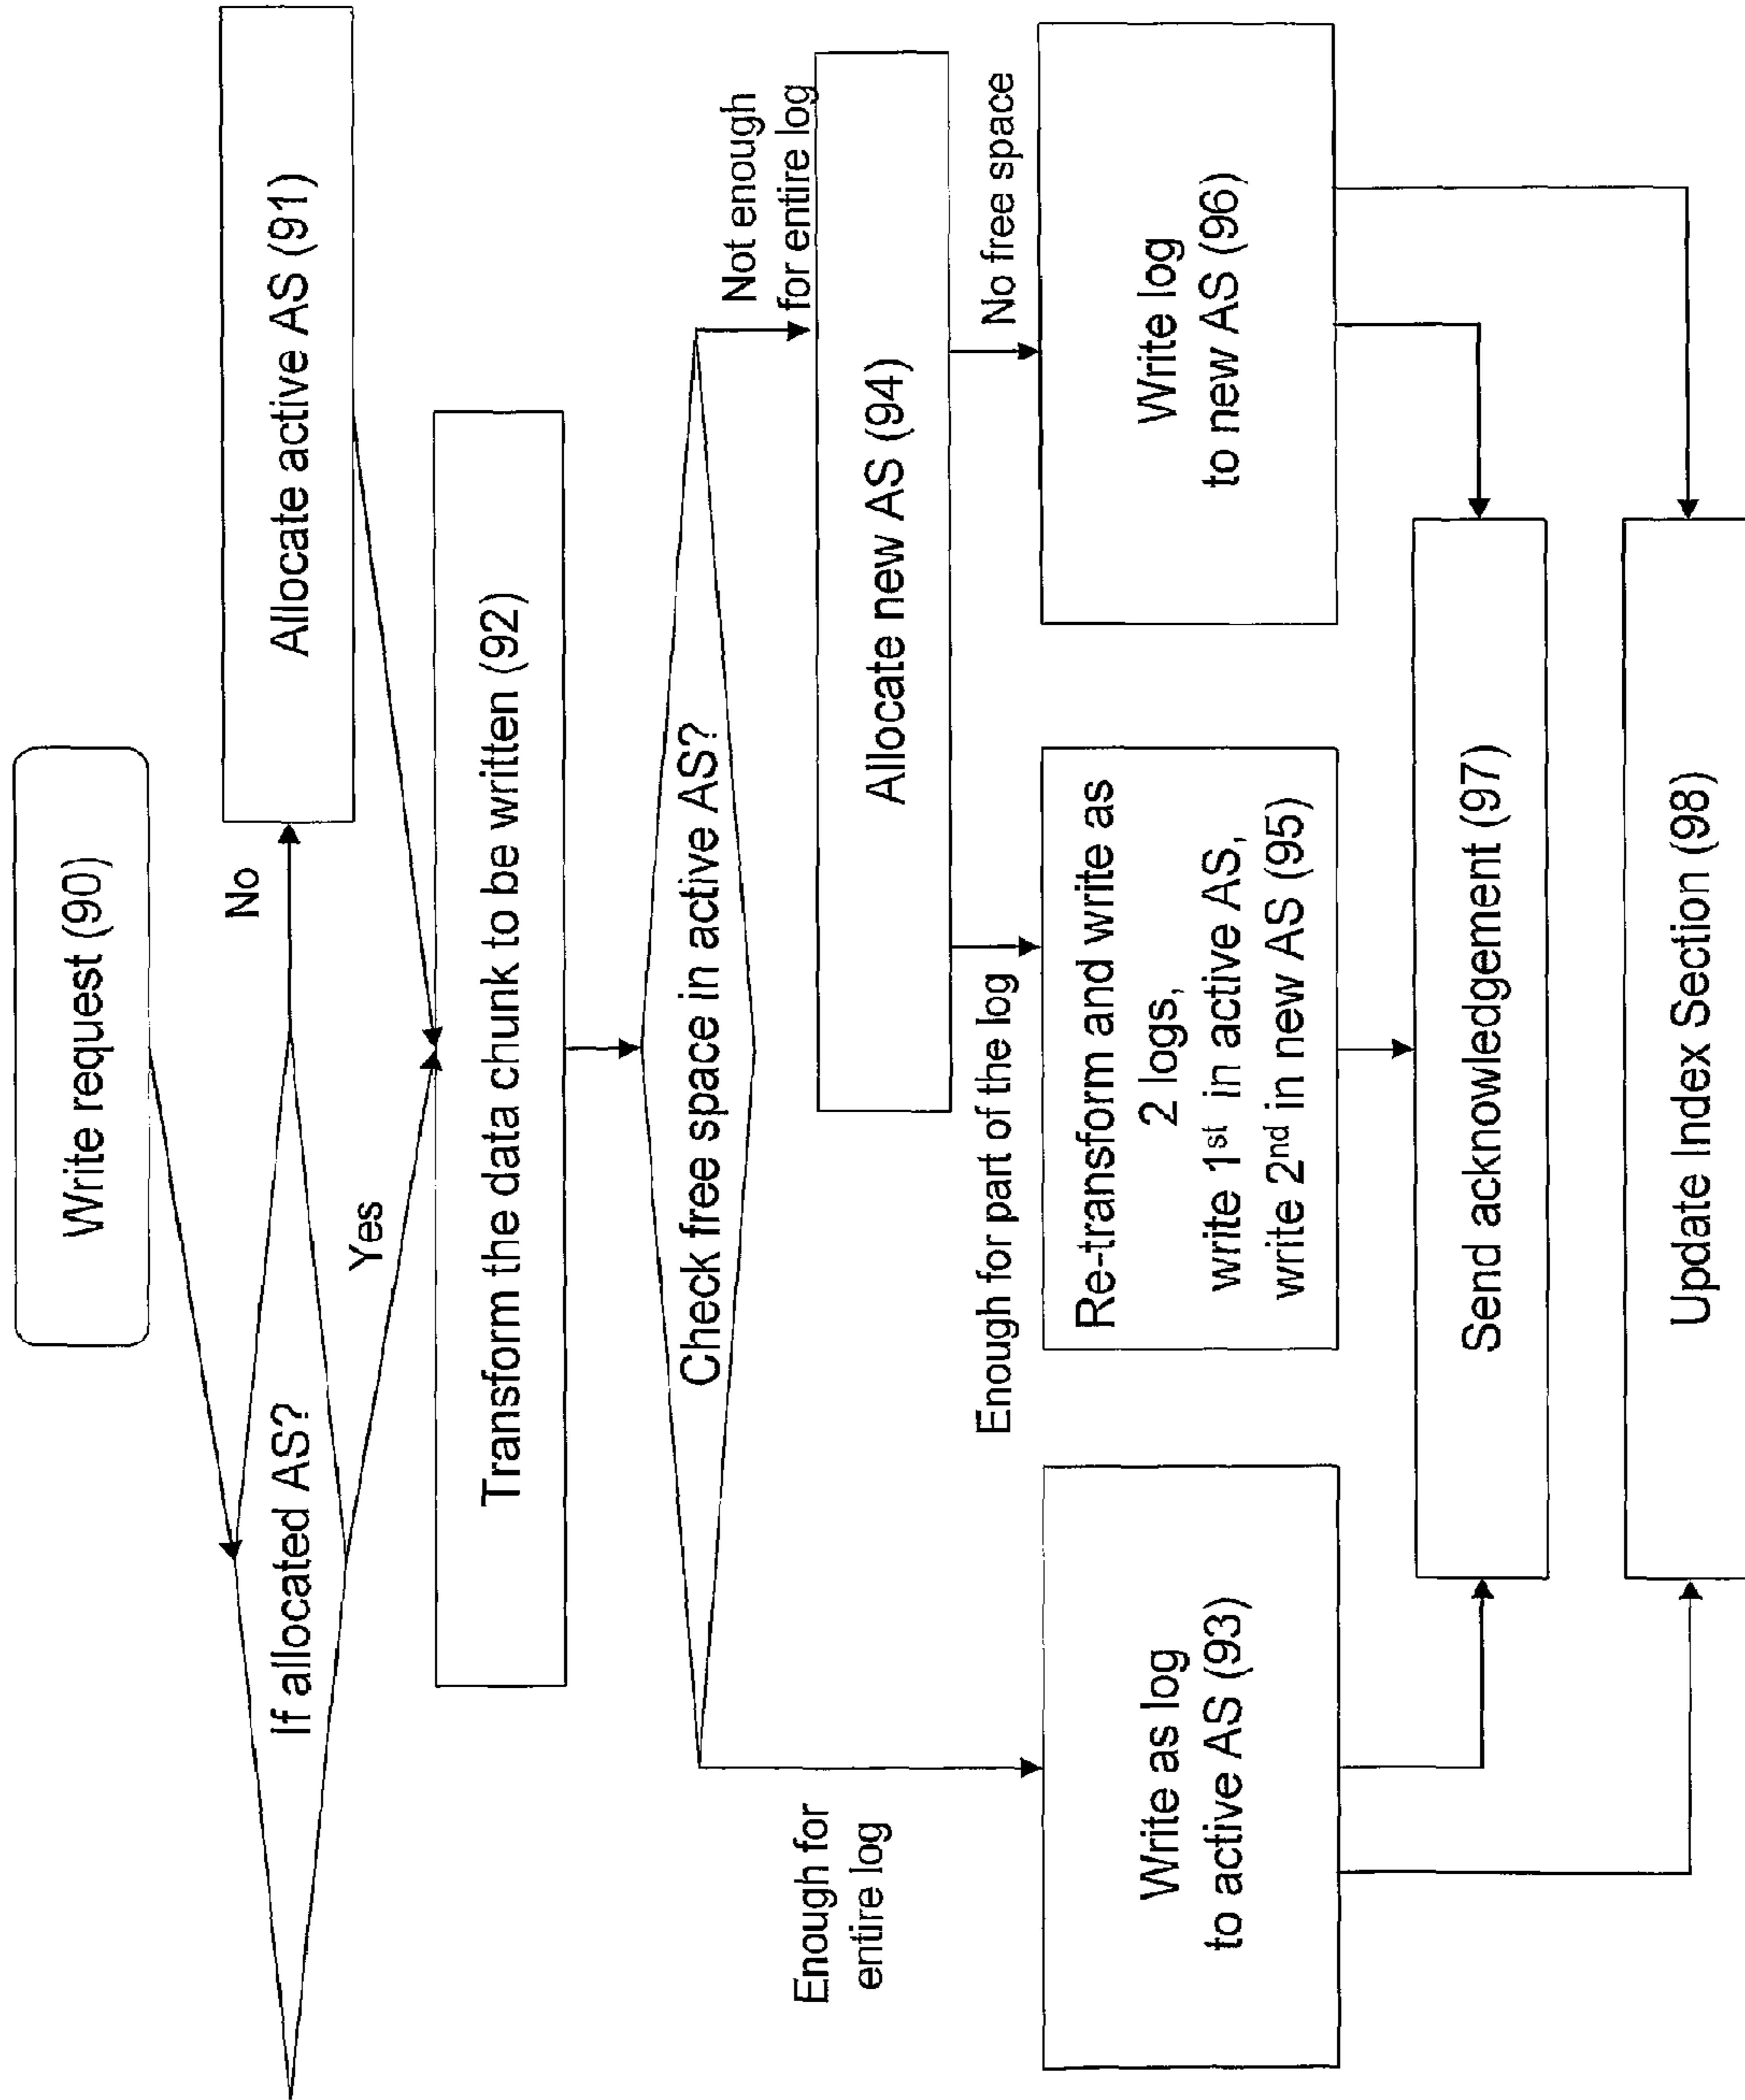 Write request (90)
If allocated AS?
No
Allocate active AS (91)
Yes
Transform the data chunk to be written (92)
Check free space in active AS?
Enough for
entire log
Not enough
for entire log
Allocate new AS (94)
Enough for part of the log
No free space
Write as log
to active AS (93)
Re-transform and write as
2 logs,
write 1st in active AS,
write 2nd in new AS (95)
Write log
to new AS (96)
Send acknowledgement (97)
Update Index Section (98)